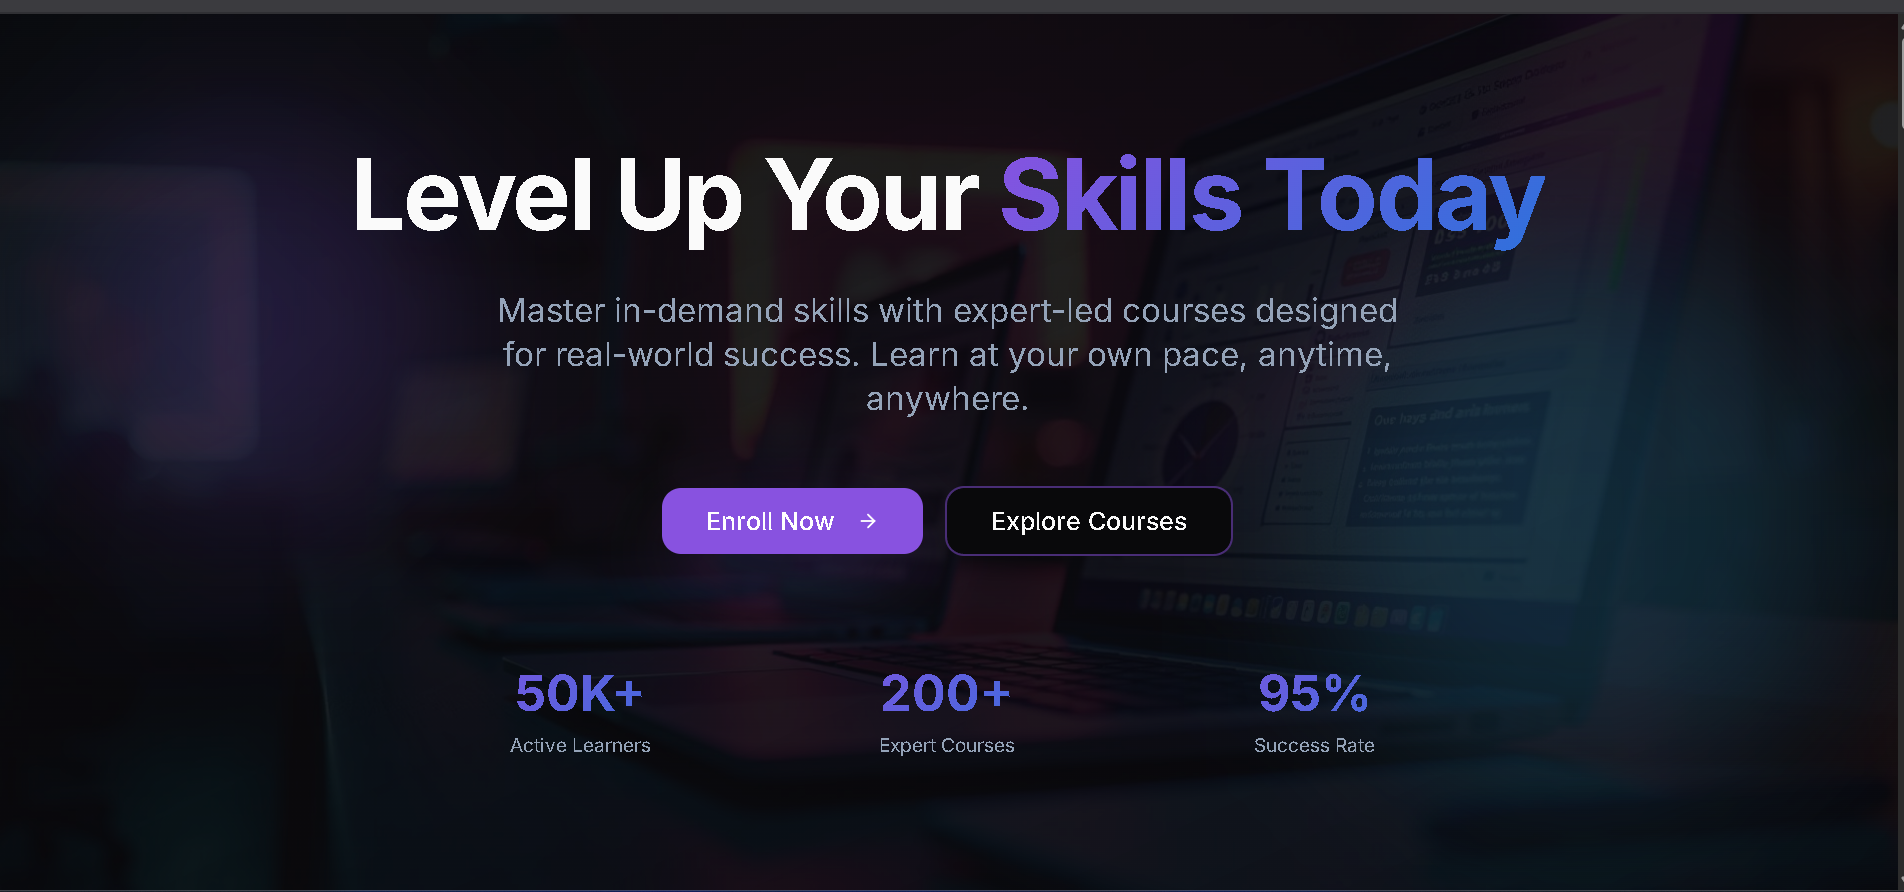 Level Up Your Skills Today
Master in-demand skills with expert-led courses designed
for real-world success. Learn at your own pace, anytime,
anywhere.
Enroll Now → Explore Courses
50K+ 200+ 95%
Active Learners Expert Courses Success Rate